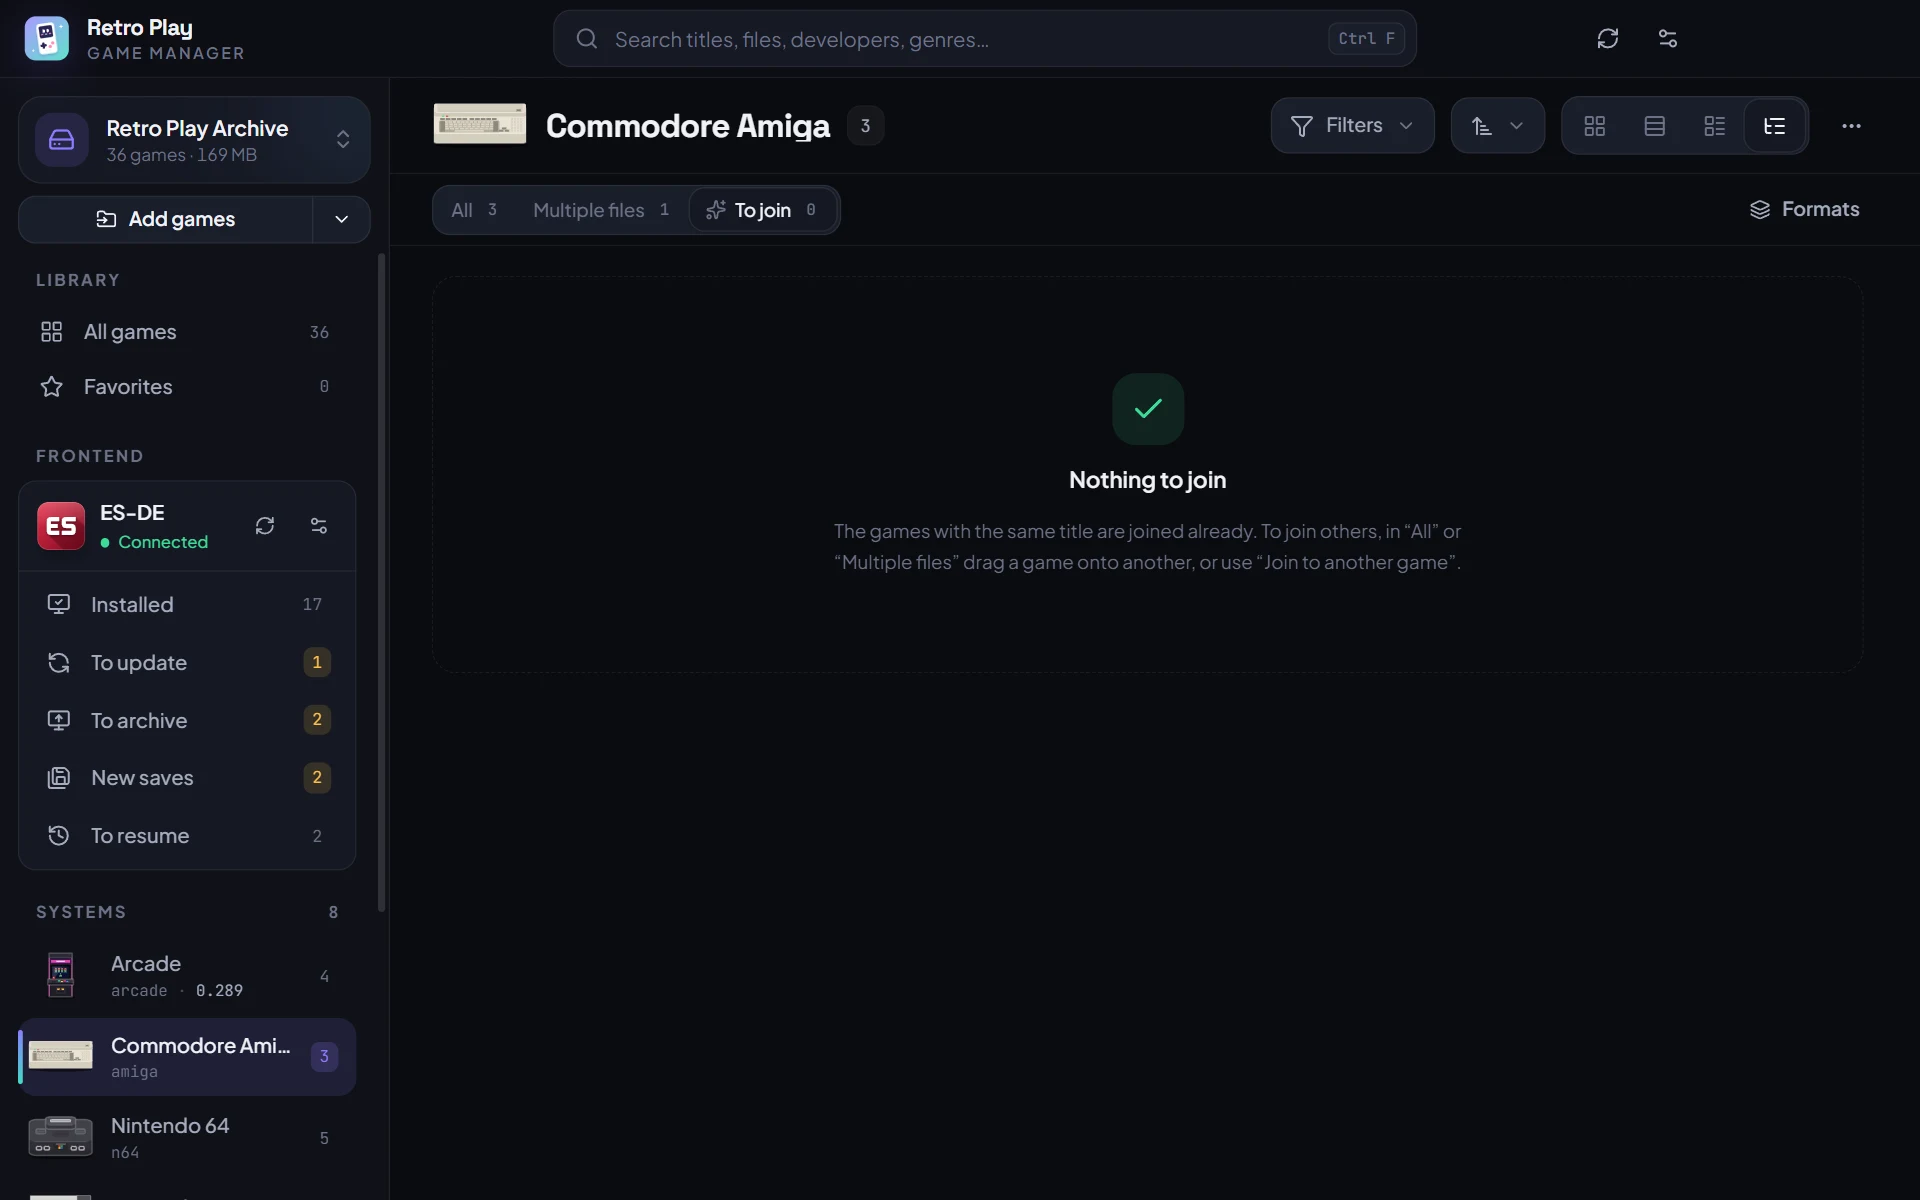 Retro Play
GAME MANAGER
Search titles, files, developers, genres…
Ctrl F
Retro Play Archive
36 games · 169 MB
Add games
LIBRARY
All games 36
Favorites 0
FRONTEND
ES
ES-DE
Connected
Installed 17
To update 1
To archive 2
New saves 2
To resume 2
SYSTEMS 8
Arcade
arcade · 0.289
4
Commodore Ami…
amiga
3
Nintendo 64
n64
5
Commodore Amiga 3
Filters
All 3 Multiple files 1 To join 0
Formats
Nothing to join
The games with the same title are joined already. To join others, in “All” or
“Multiple files” drag a game onto another, or use “Join to another game”.